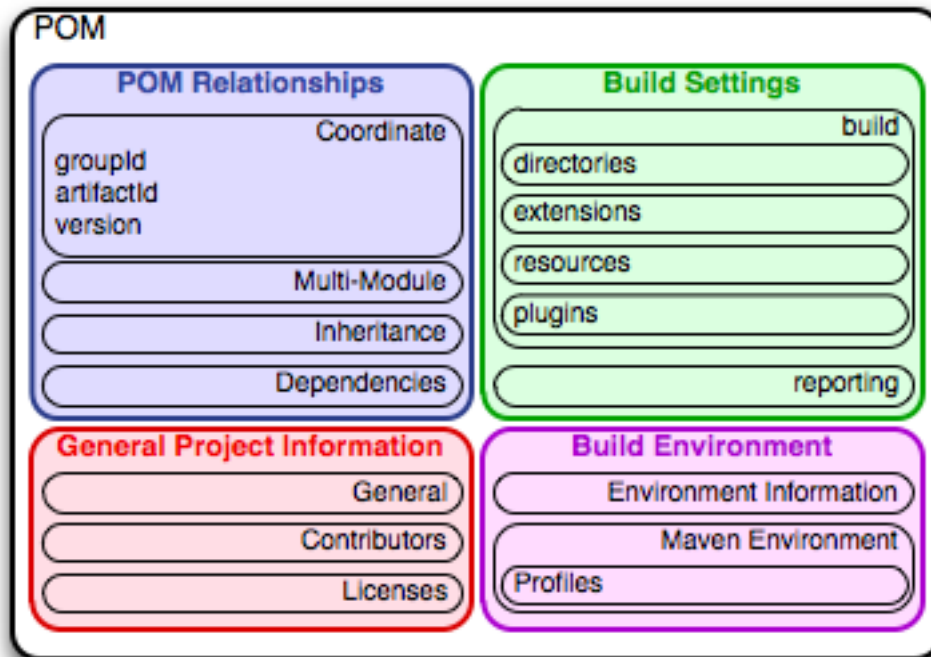 POM
POM Relationships
Coordinate
groupId
artifactId
version
Multi-Module
Inheritance
Dependencies
Build Settings
build
directories
extensions
resources
plugins
reporting
General Project Information
General
Contributors
Licenses
Build Environment
Environment Information
Maven Environment
Profiles